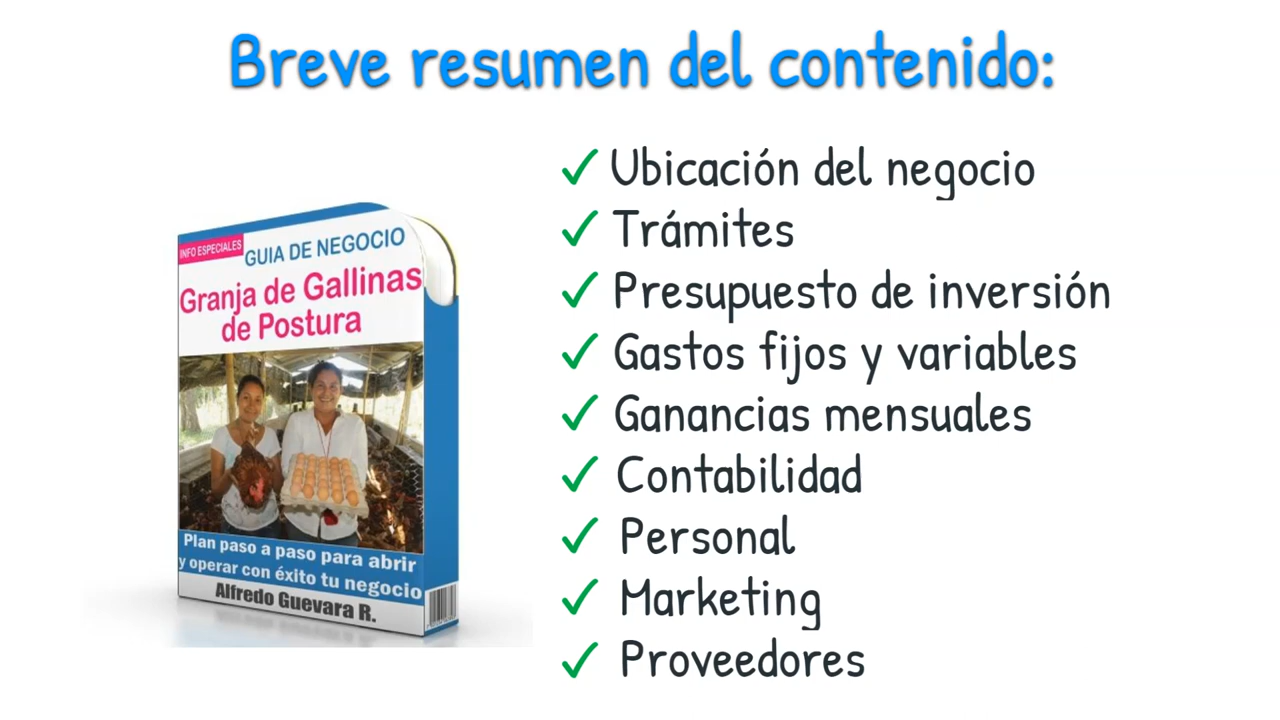 Breve resumen del contenido:
INFO ESPECIALES
GUIA DE NEGOCIO
Granja de Gallinas
de Postura
Plan paso a paso para abrir
y operar con éxito tu negocio
Alfredo Guevara R.
✓ Ubicación del negocio
✓ Trámites
✓ Presupuesto de inversión
✓ Gastos fijos y variables
✓ Ganancias mensuales
✓ Contabilidad
✓ Personal
✓ Marketing
✓ Proveedores